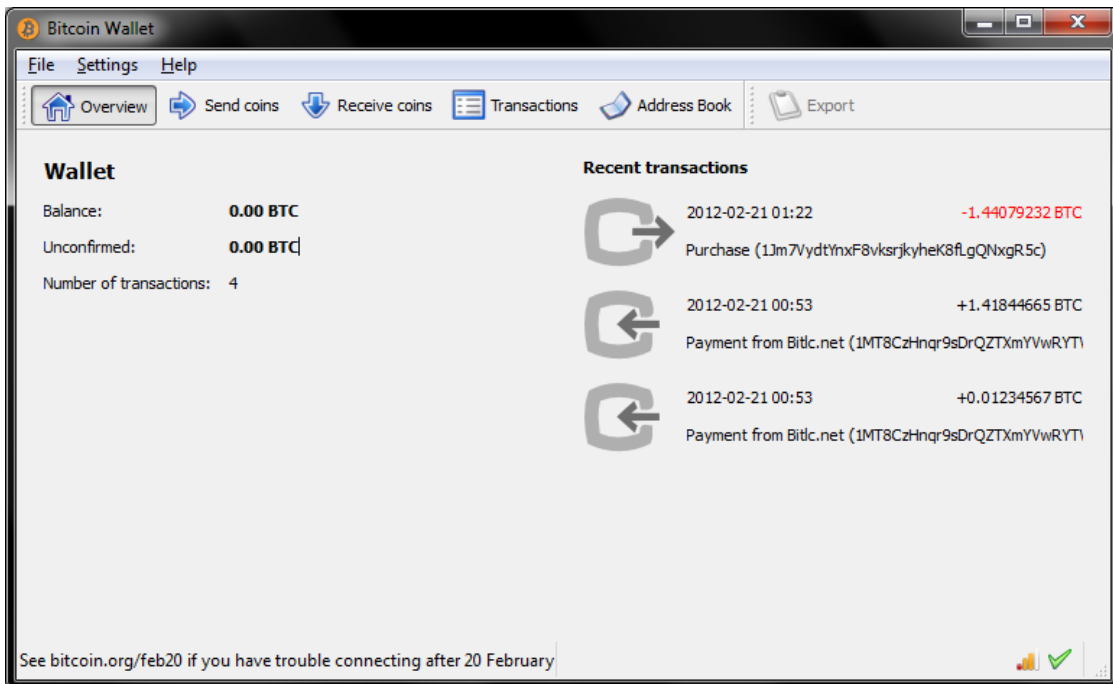 Bitcoin Wallet
File Settings Help
Overview Send coins Receive coins Transactions Address Book Export
Wallet
Balance: 0.00 BTC
Unconfirmed: 0.00 BTC
Number of transactions: 4
Recent transactions
2012-02-21 01:22 -1.44079232 BTC
Purchase (1Jm7VydtYnxF8vksrjkyheK8fLgQNxgR5c)
2012-02-21 00:53 +1.41844665 BTC
Payment from Bitlc.net (1MT8CzHnqr9sDrQZTXmYVwRYT
2012-02-21 00:53 +0.01234567 BTC
Payment from Bitlc.net (1MT8CzHnqr9sDrQZTXmYVwRYT
See bitcoin.org/feb20 if you have trouble connecting after 20 February